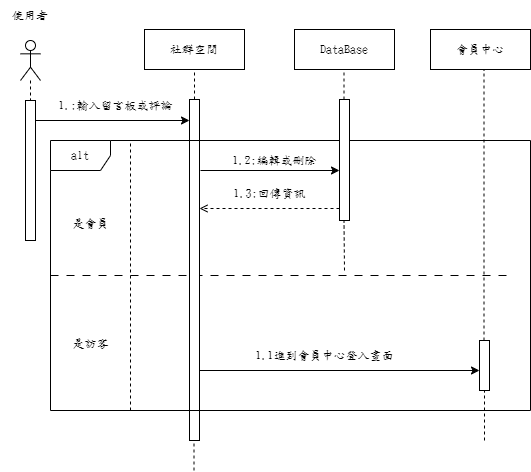 使用者
社群空間
DataBase
會員中心
1.:輸入留言板或評論
alt
1.2:編輯或刪除
1.3:回傳資訊
是會員
是訪客
1.1進到會員中心登入畫面